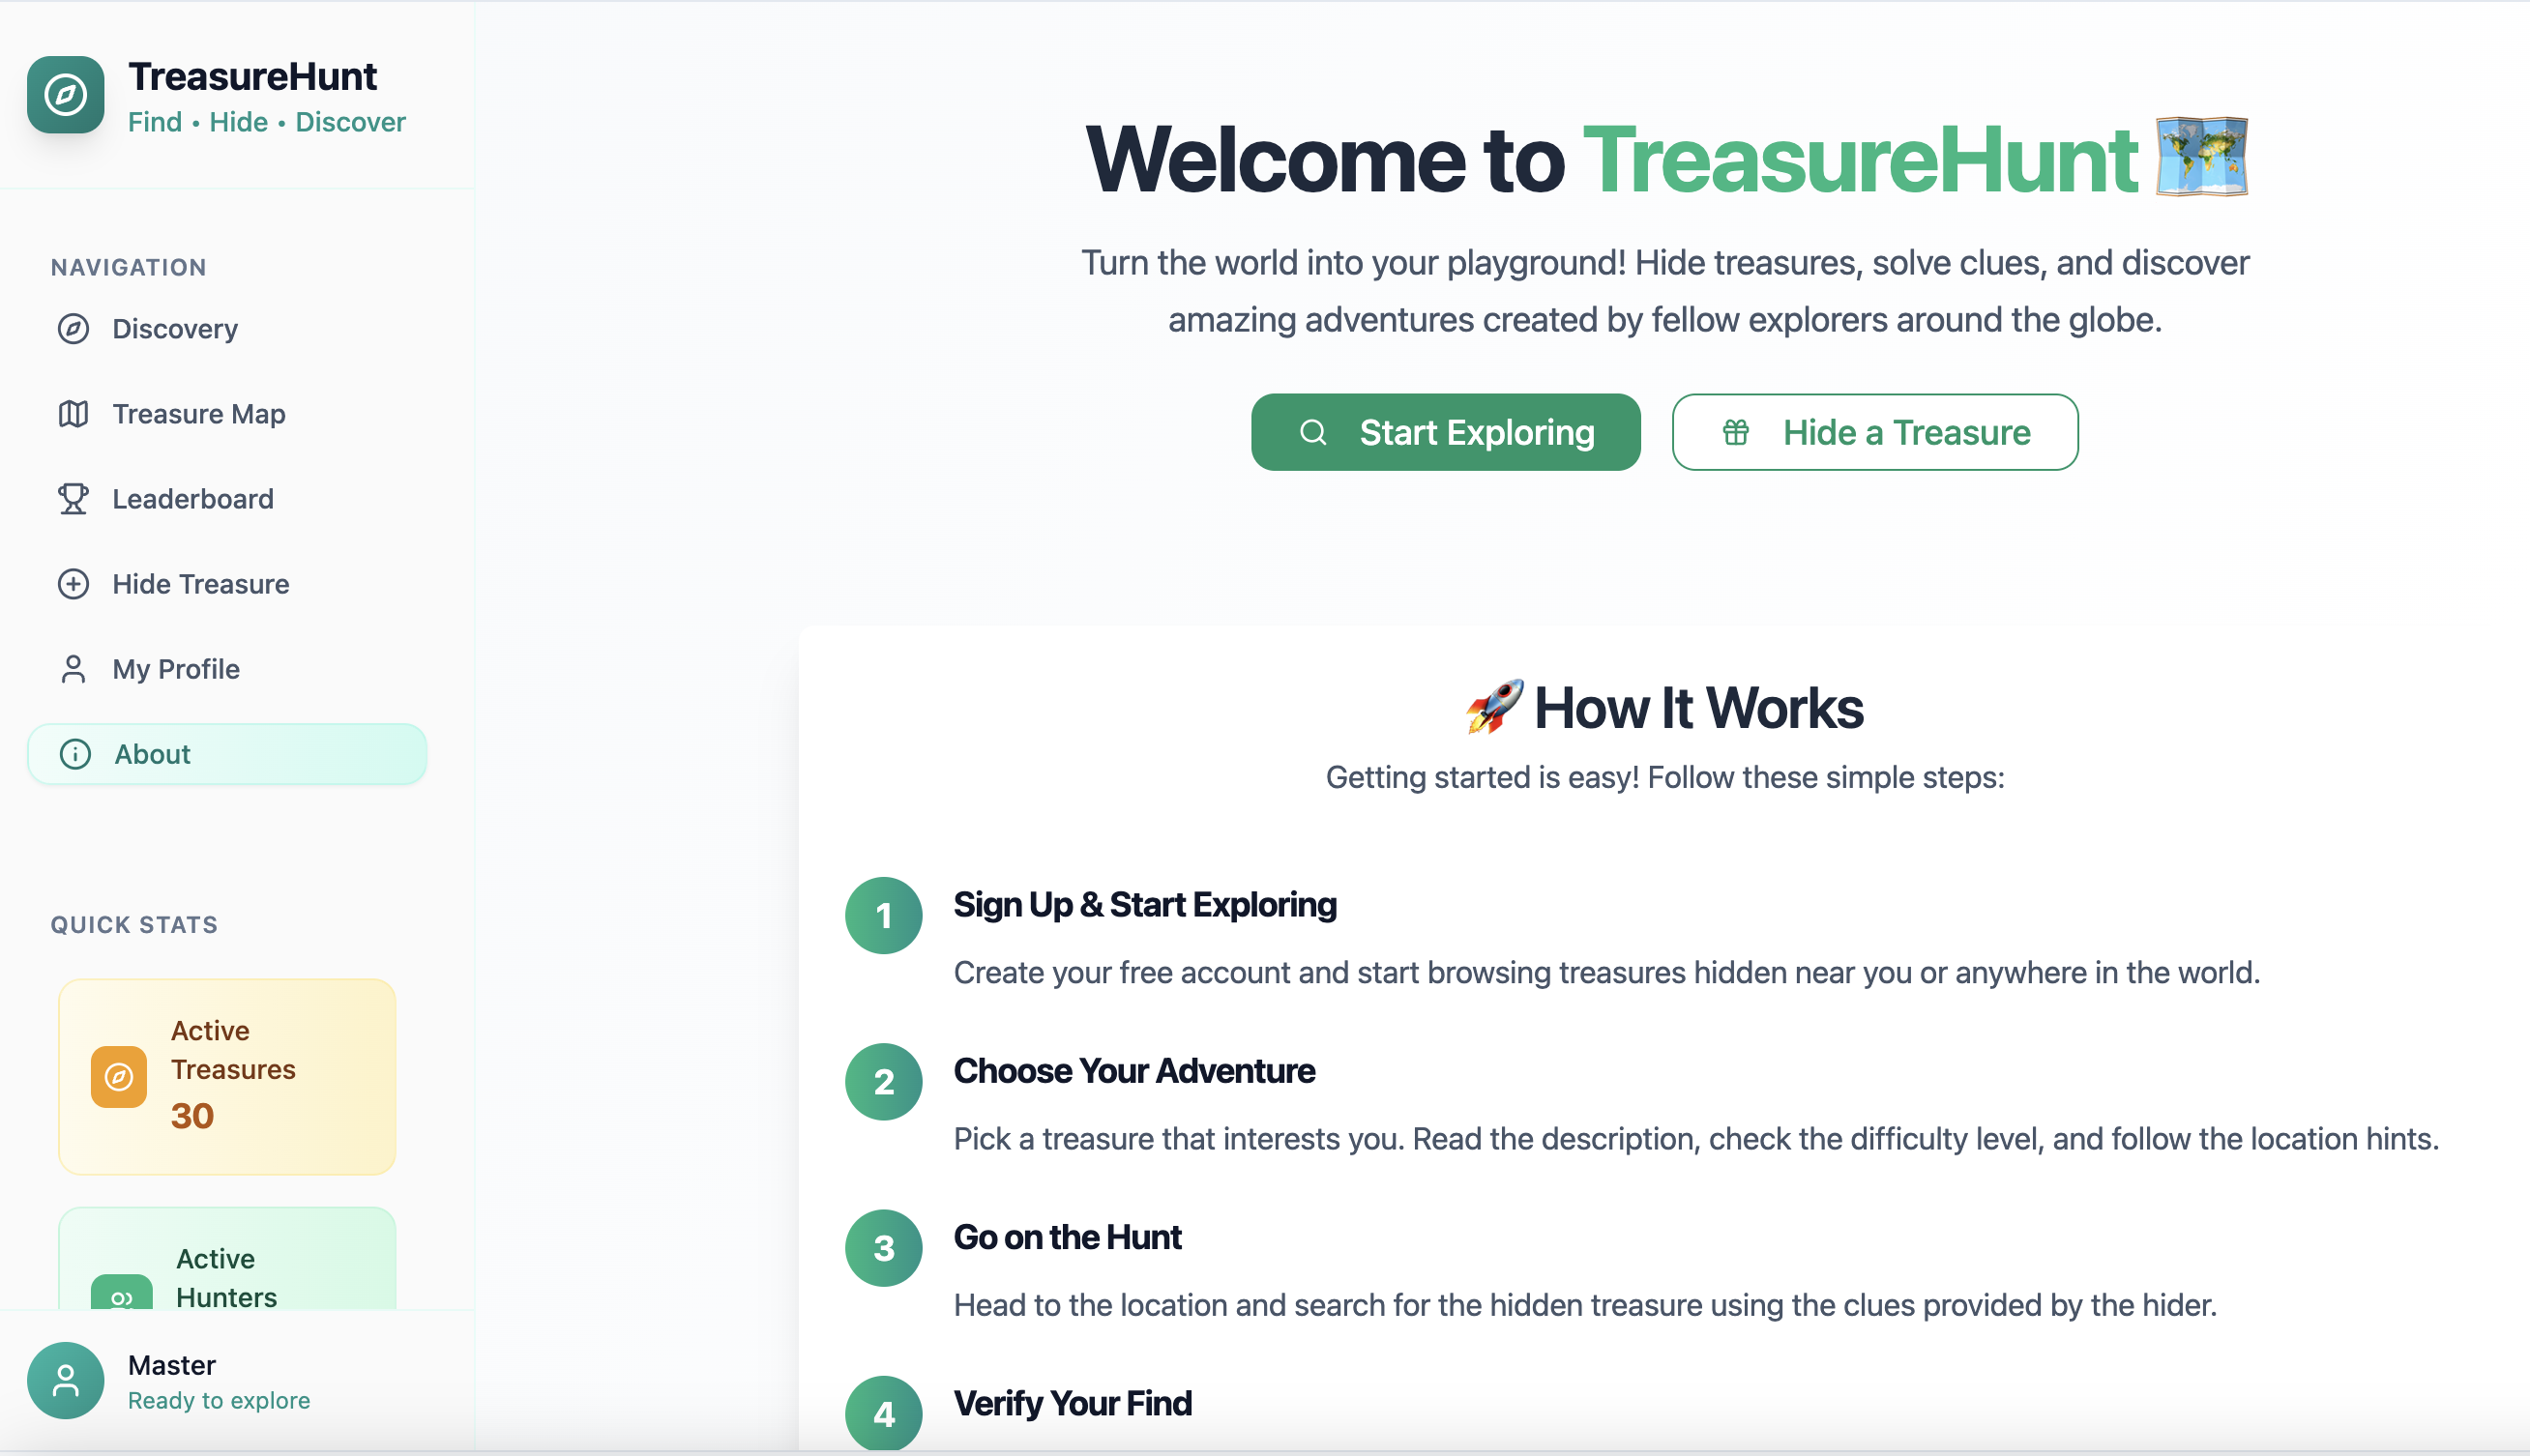 TreasureHunt
Find • Hide • Discover
NAVIGATION
Discovery
Treasure Map
Leaderboard
Hide Treasure
My Profile
About
QUICK STATS
Active
Treasures
30
Active
Hunters
Master
Ready to explore
Welcome to TreasureHunt
Turn the world into your playground! Hide treasures, solve clues, and discover
amazing adventures created by fellow explorers around the globe.
Start Exploring
Hide a Treasure
How It Works
Getting started is easy! Follow these simple steps:
1
Sign Up & Start Exploring
Create your free account and start browsing treasures hidden near you or anywhere in the world.
2
Choose Your Adventure
Pick a treasure that interests you. Read the description, check the difficulty level, and follow the location hints.
3
Go on the Hunt
Head to the location and search for the hidden treasure using the clues provided by the hider.
4
Verify Your Find